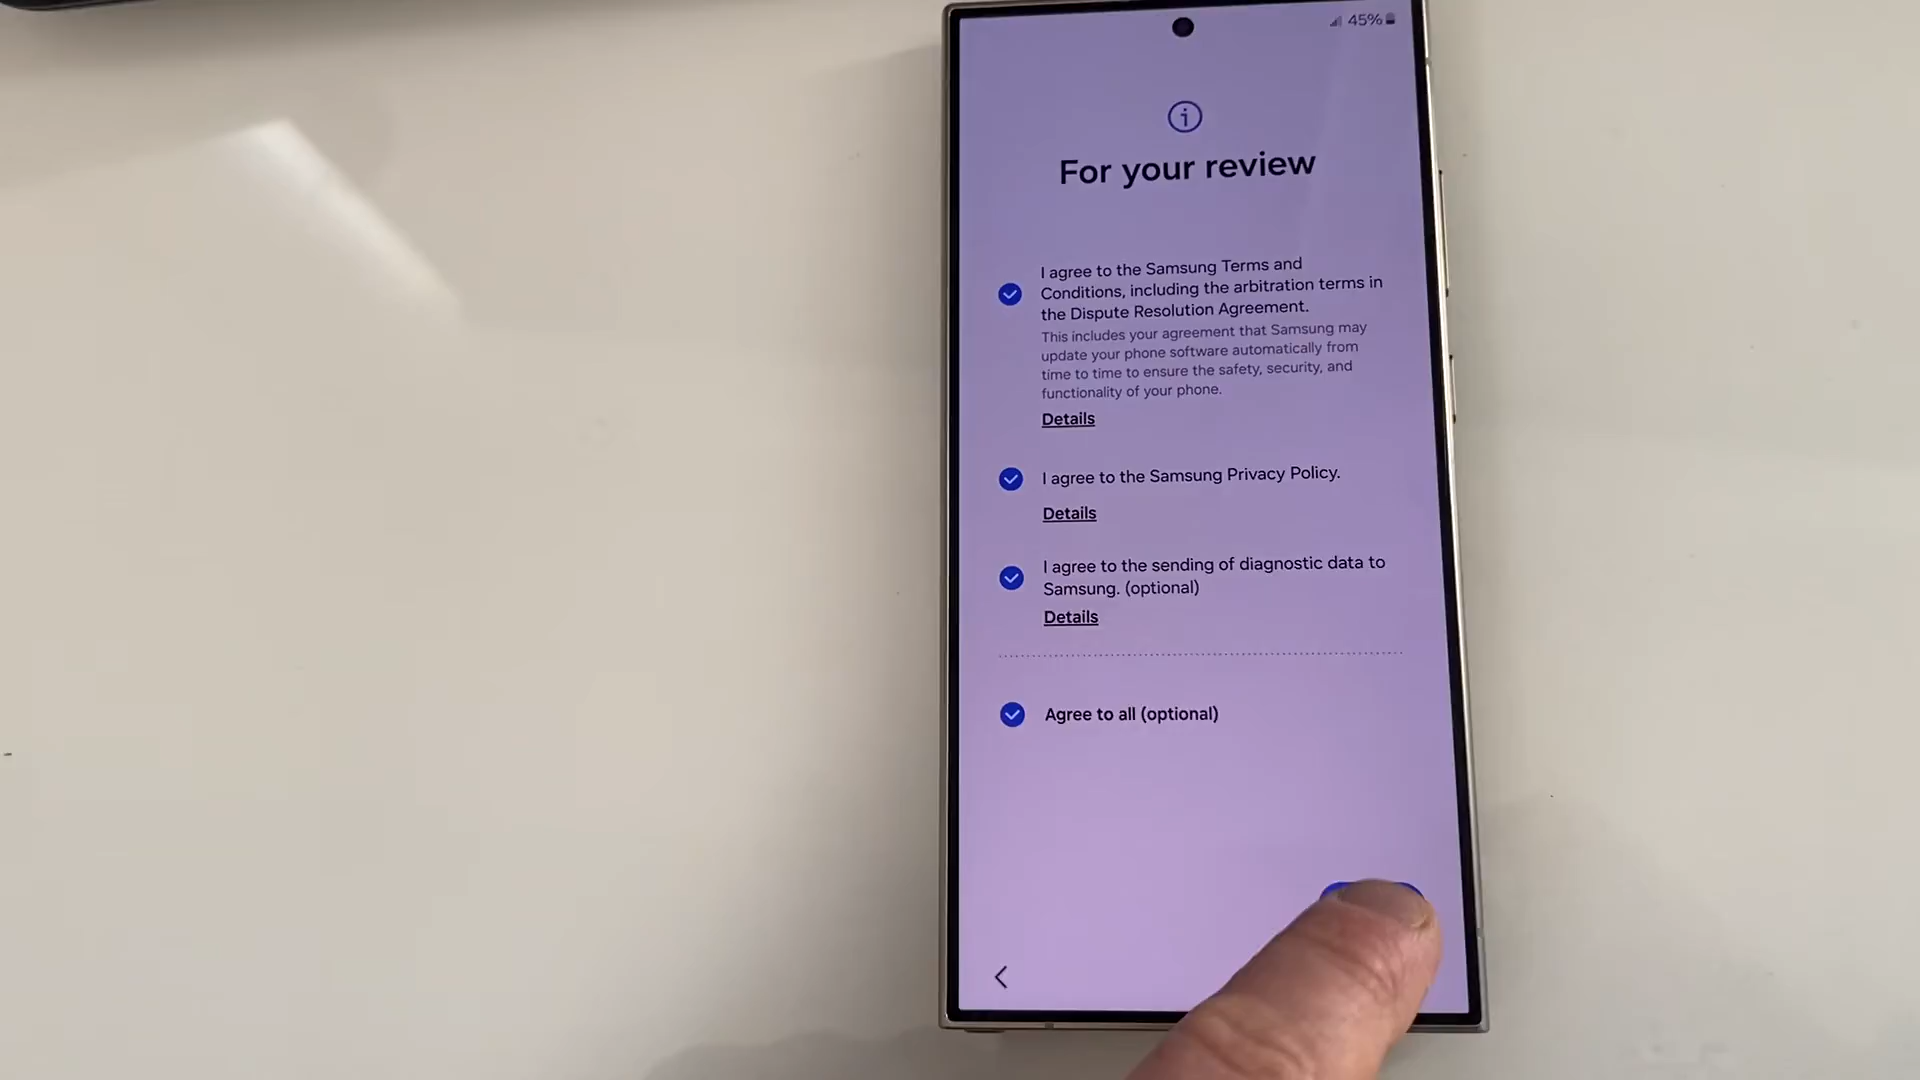 45%
For your review
I agree to the Samsung Terms and
Conditions, including the arbitration terms in
the Dispute Resolution Agreement.
This includes your agreement that Samsung may
update your phone software automatically from
time to time to ensure the safety, security, and
functionality of your phone.
Details
I agree to the Samsung Privacy Policy.
Details
I agree to the sending of diagnostic data to
Samsung. (optional)
Details
Agree to all (optional)